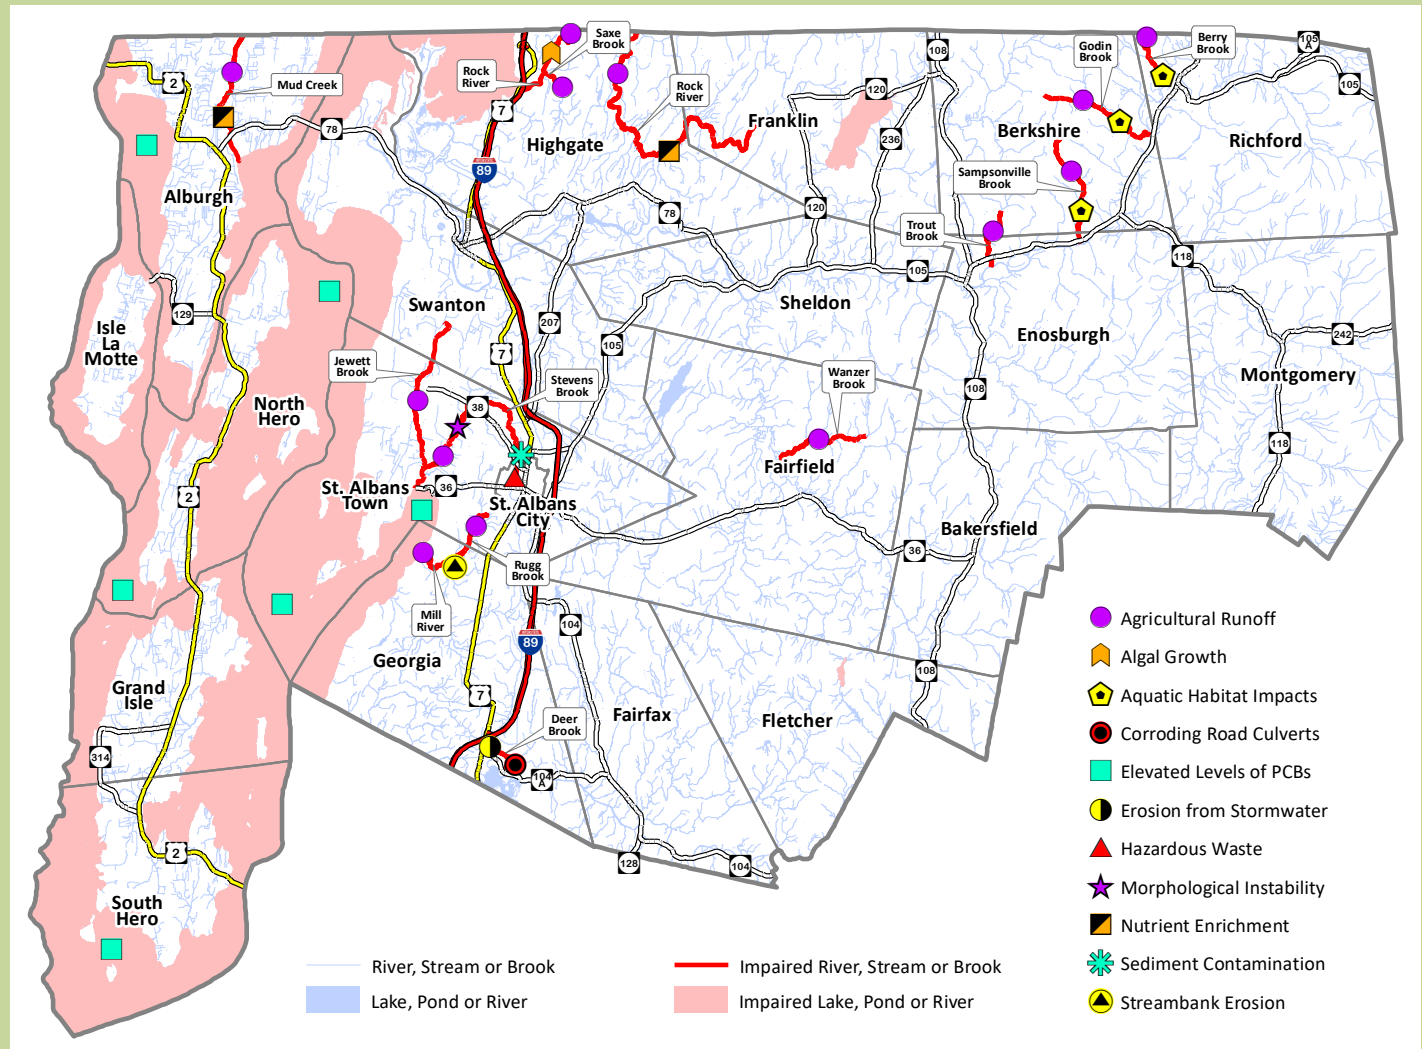 Saxe
Brook
Berry
Brook
Godin
Brook
108
105
A
2
Mud Creek
Rock
River
Rock
River
120
105
7
78
Highgate
Franklin
Berkshire
Richford
236
89
Sampsonville
Brook
Alburgh
120
78
Trout
Brook
118
105
129
Swanton
Sheldon
Isle
La
Motte
207
Enosburgh
242
105
7
Jewett
Brook
Stevens
Brook
Wanzer
Brook
108
Montgomery
North
Hero
38
118
Fairfield
St. Albans
Town
36
2
St. Albans
City
Bakersfield
36
Rugg
Brook
Mill
River
104
89
Georgia
108
Grand
Isle
7
Deer
Brook
Fairfax
Fletcher
314
104
A
2
128
104
South
Hero
Agricultural Runoff
Algal Growth
Aquatic Habitat Impacts
Corroding Road Culverts
Elevated Levels of PCBs
Erosion from Stormwater
Hazardous Waste
Morphological Instability
Nutrient Enrichment
Sediment Contamination
Streambank Erosion
River, Stream or Brook
Impaired River, Stream or Brook
Lake, Pond or River
Impaired Lake, Pond or River